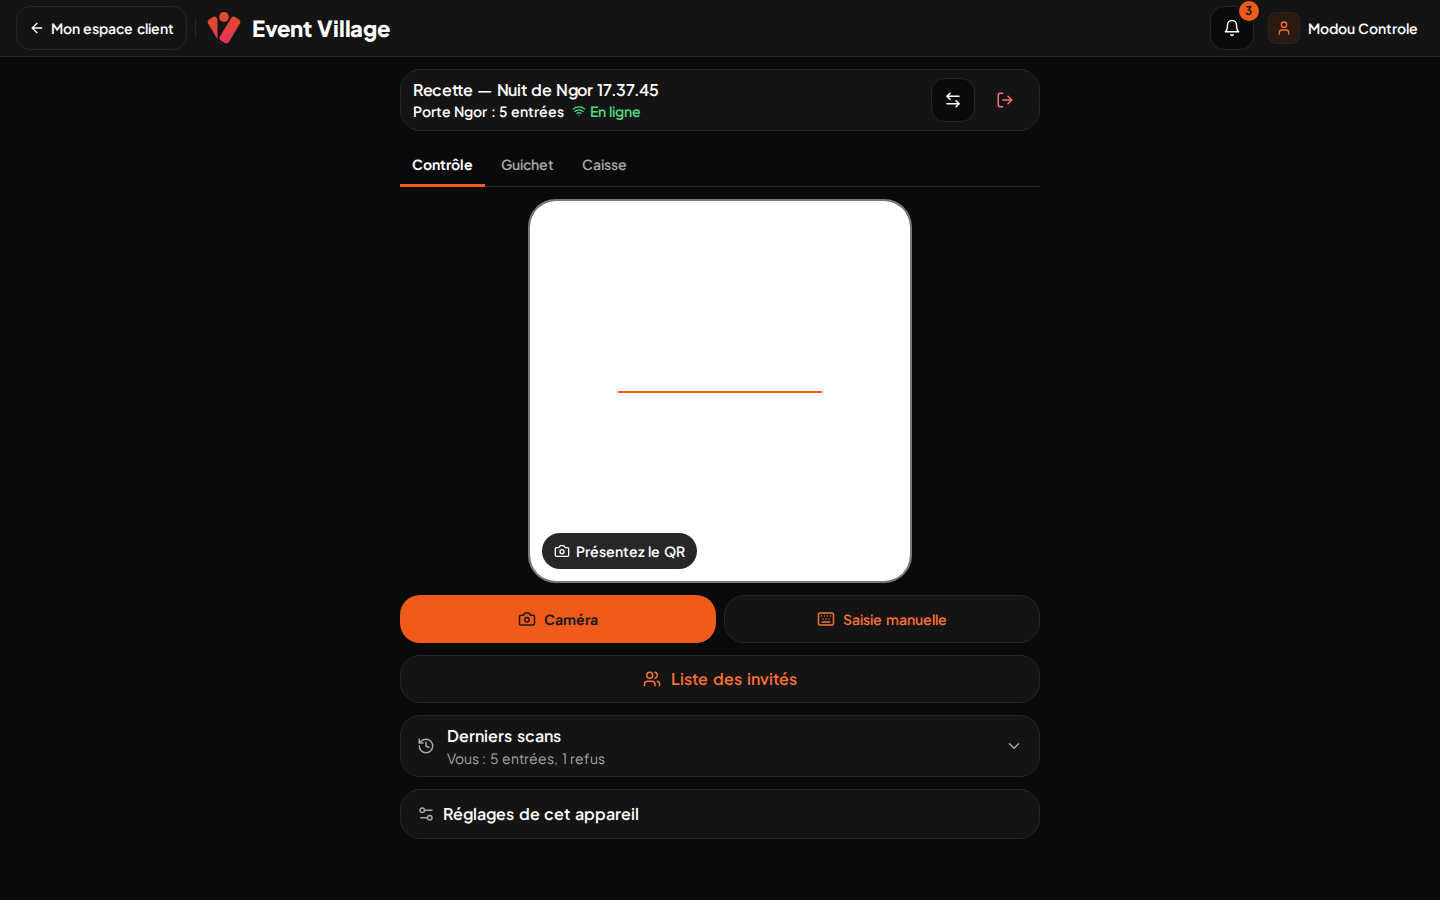 Mon espace client
Event Village
3
Modou Controle
Recette — Nuit de Ngor 17.37.45
Porte Ngor : 5 entrées En ligne
Contrôle Guichet Caisse
Présentez le QR
Caméra
Saisie manuelle
Liste des invités
Derniers scans
Vous : 5 entrées, 1 refus
Réglages de cet appareil